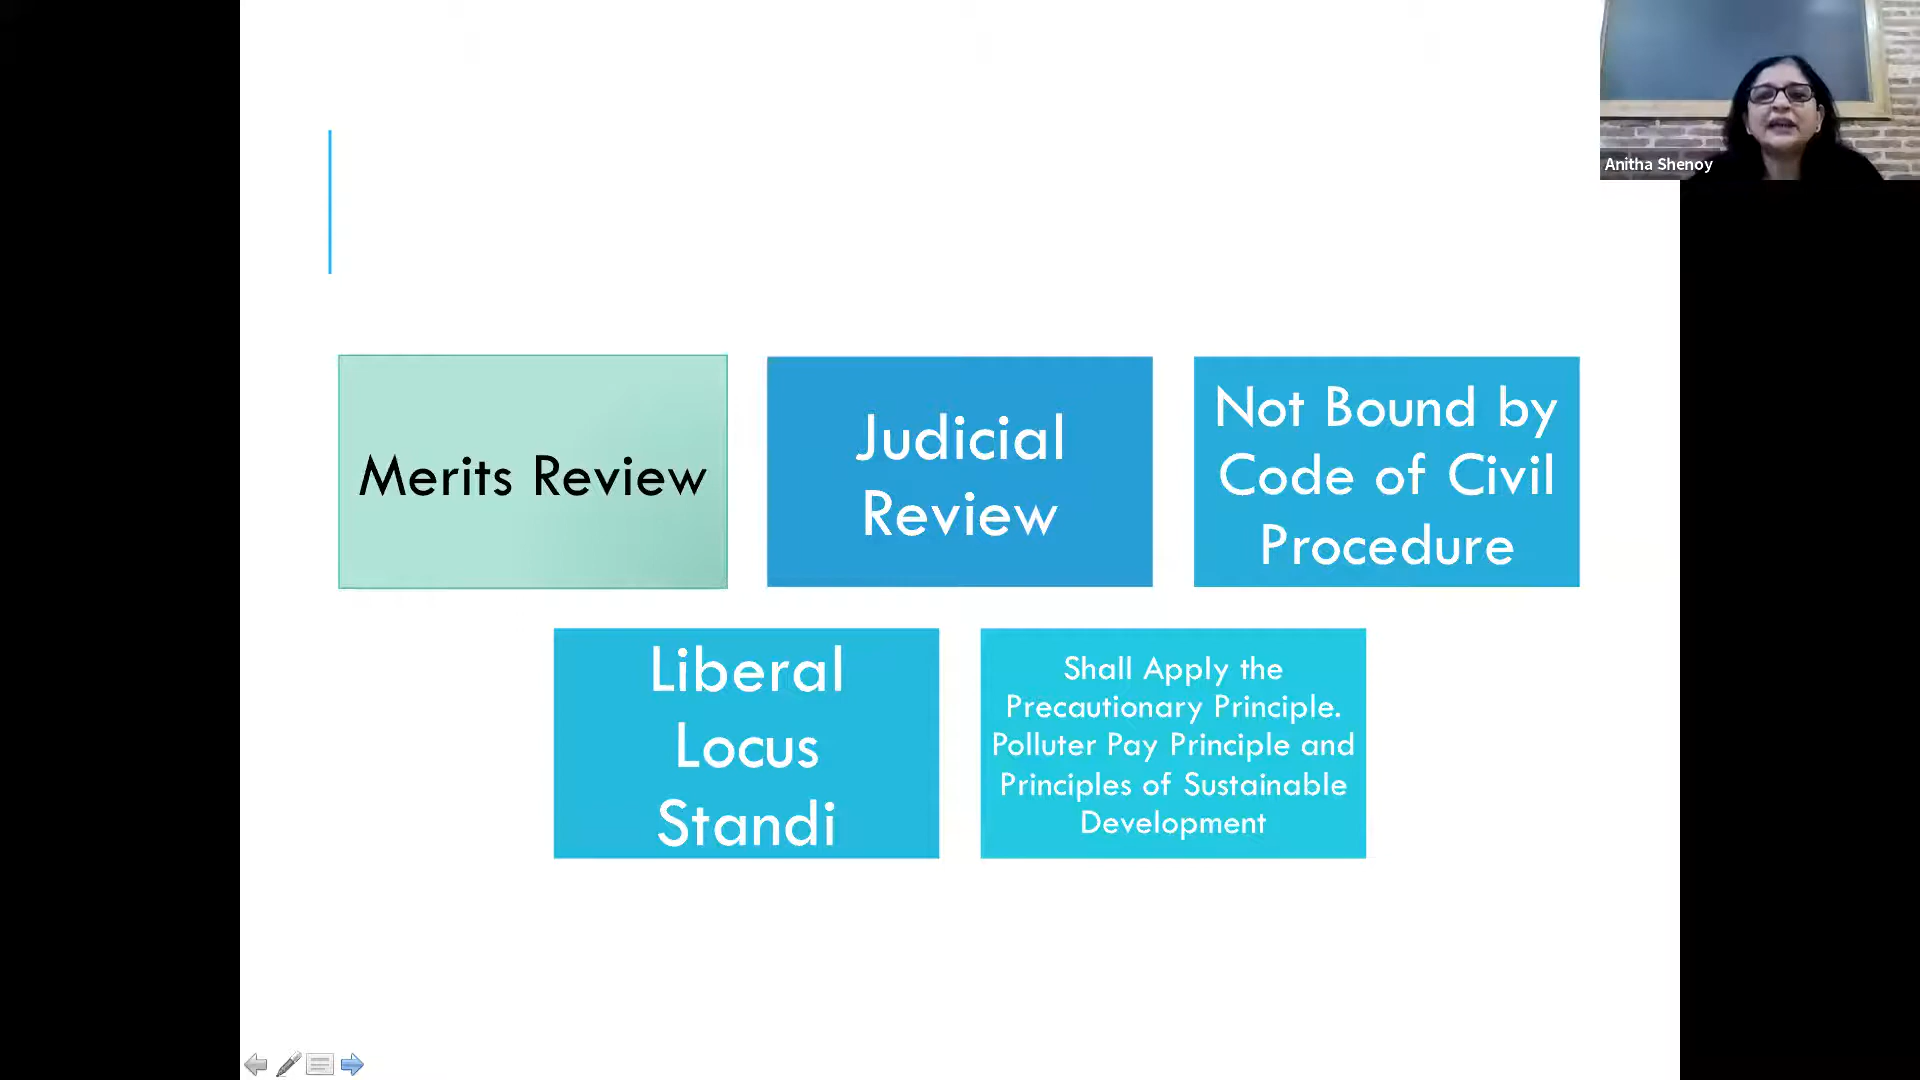 Anitha Shenoy
Merits Review
Judicial
Review
Not Bound by
Code of Civil
Procedure
Liberal
Locus
Standi
Shall Apply the
Precautionary Principle.
Polluter Pay Principle and
Principles of Sustainable
Development